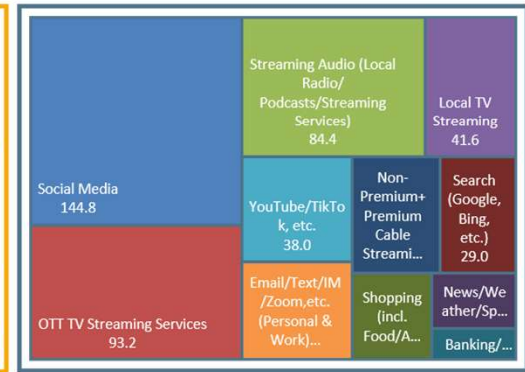 Social Media
144.8
OTT TV Streaming Services
93.2
Streaming Audio (Local
Radio/
Podcasts/Streaming
Services)
84.4
Local TV
Streaming
41.6
YouTube/TikTo
k, etc.
38.0
Non-
Premium+
Premium
Cable
Streami...
Search
(Google,
Bing,
etc.)
29.0
Email/Text/IM
/Zoom,etc.
(Personal &
Work)...
Shopping
(incl.
Food/A...
News/We
ather/Sp...
Banking/...